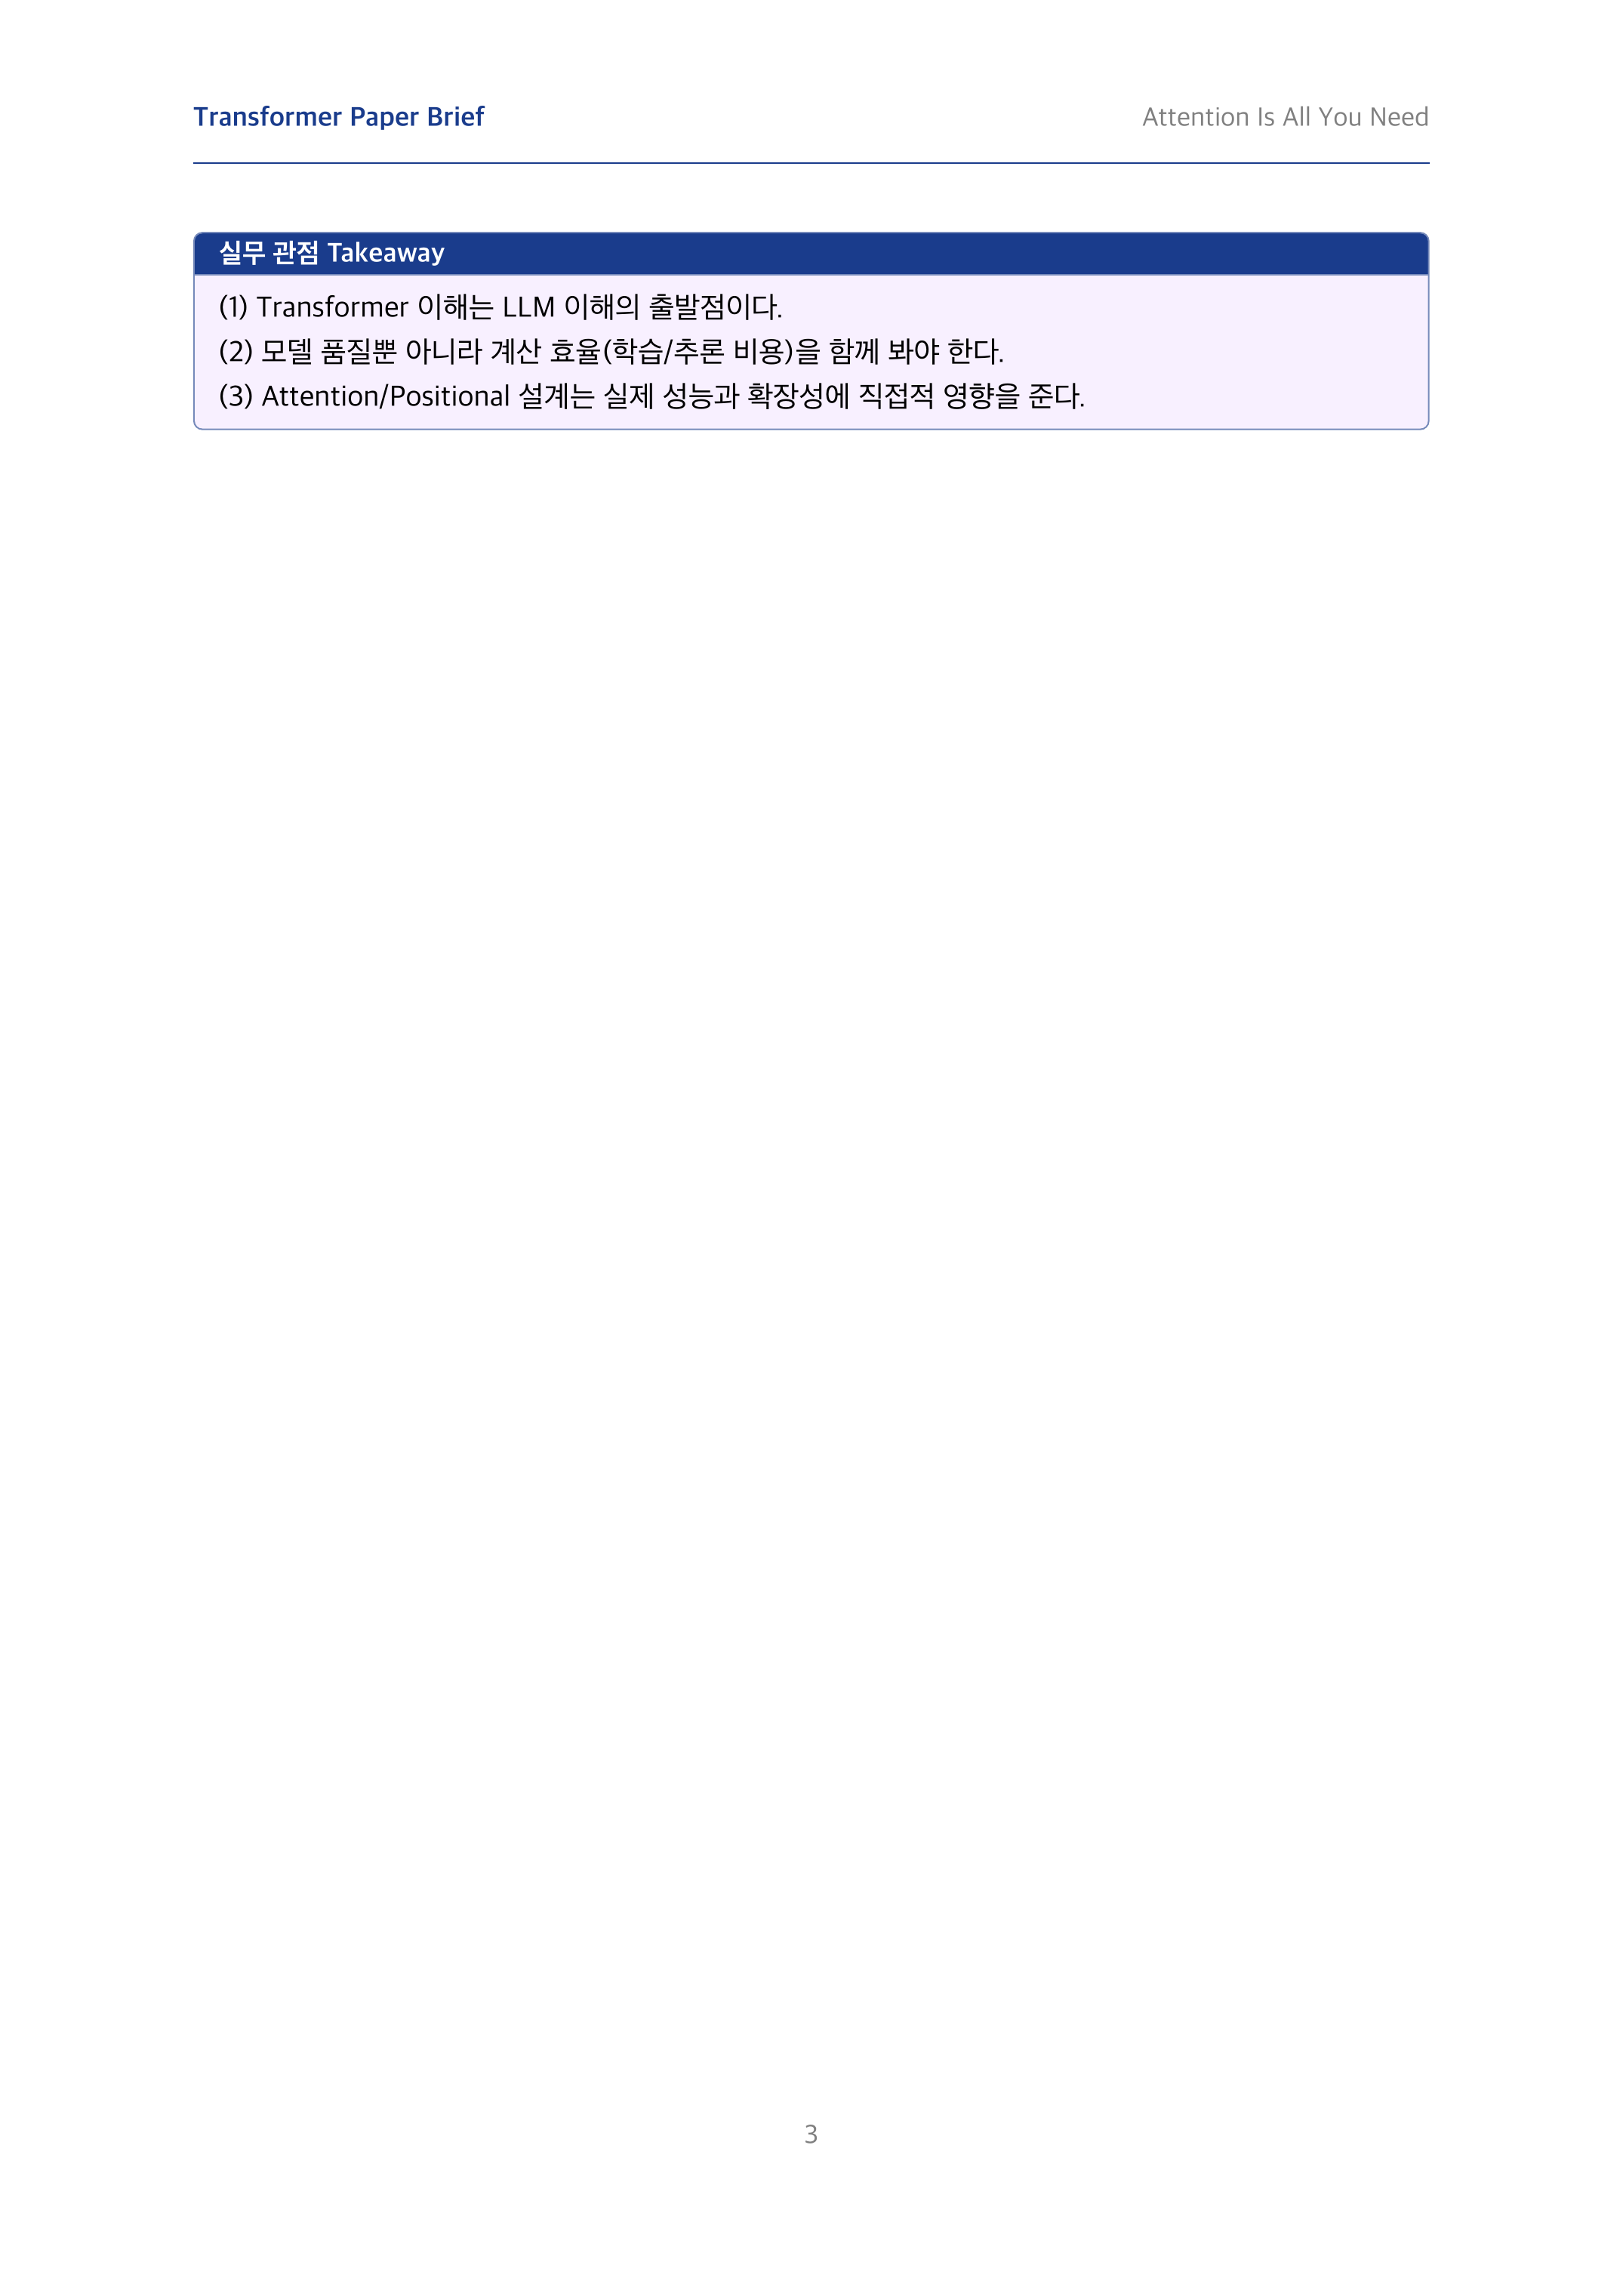 Transformer Paper Brief
Attention Is All You Need
실무 관점 Takeaway
(1) Transformer 이해는 LLM 이해의 출발점이다.
(2) 모델 품질뿐 아니라 계산 효율(학습/추론 비용)을 함께 봐야 한다.
(3) Attention/Positional 설계는 실제 성능과 확장성에 직접적 영향을 준다.
3